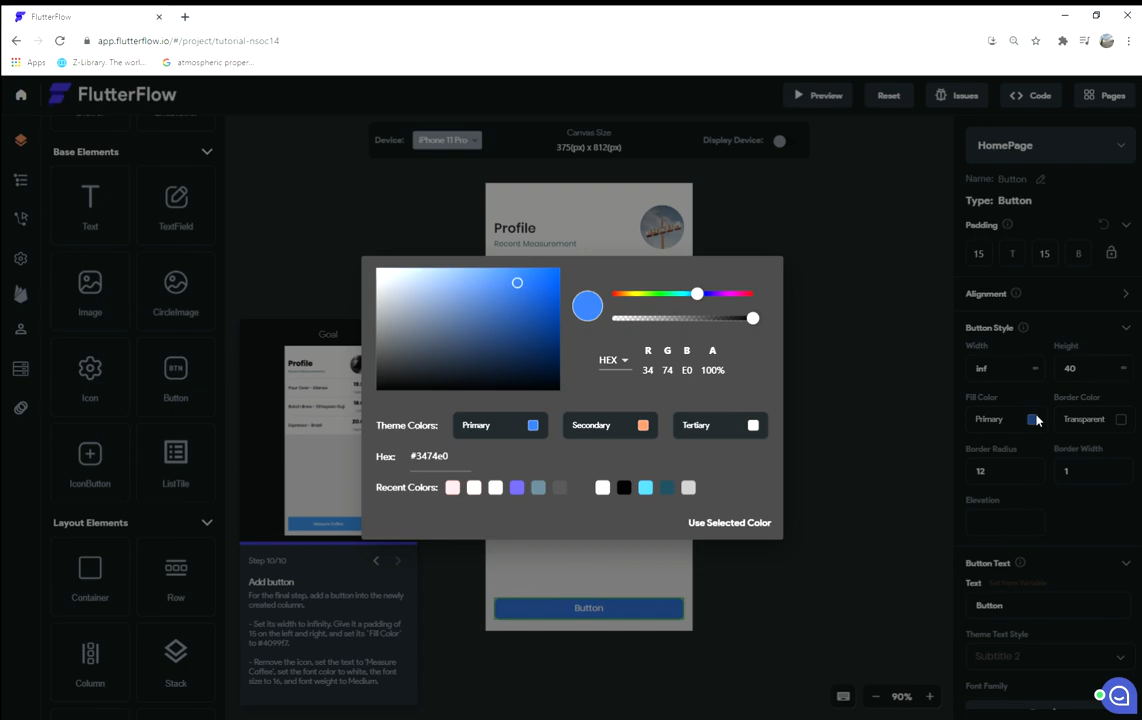 FlutterFlow
app.flutterflow.io/#/project/tutorial-nsoc14
Apps
Z-Library. The worl...
atmospheric proper...
FlutterFlow
Preview
Reset
Issues
Code
Pages
Base Elements
Text
TextField
Image
CircleImage
Icon
Button
IconButton
ListTile
Layout Elements
Container
Row
Column
Stack
Device:
iPhone 11 Pro
Canvas Size
375(px) x 812(px)
Display Device:
Profile
Recent Measurement
Goal
Profile
HEX
R G B A
34 74 E0 100%
Theme Colors:
Primary
Secondary
Tertiary
Hex:
#3474e0
Recent Colors:
Use Selected Color
Button
Step 10/10
Add button
For the final step, add a button into the newly
created column.
- Set its width to infinity. Give it a padding of
15 on the left and right, and set its `Fill Color'
to #4099f7.
- Remove the icon, set the text to 'Measure
Coffee', set the font color to white, the font
size to 16, and font weight to Medium.
90%
HomePage
Name: Button
Type: Button
Padding
15 T 15 B
Alignment
Button Style
Width
Height
inf
40
Fill Color
Border Color
Primary
Transparent
Border Radius
Border Width
12
1
Elevation
Button Text
Text Set from Variable
Button
Theme Text Style
Subtitle 2
Font Family